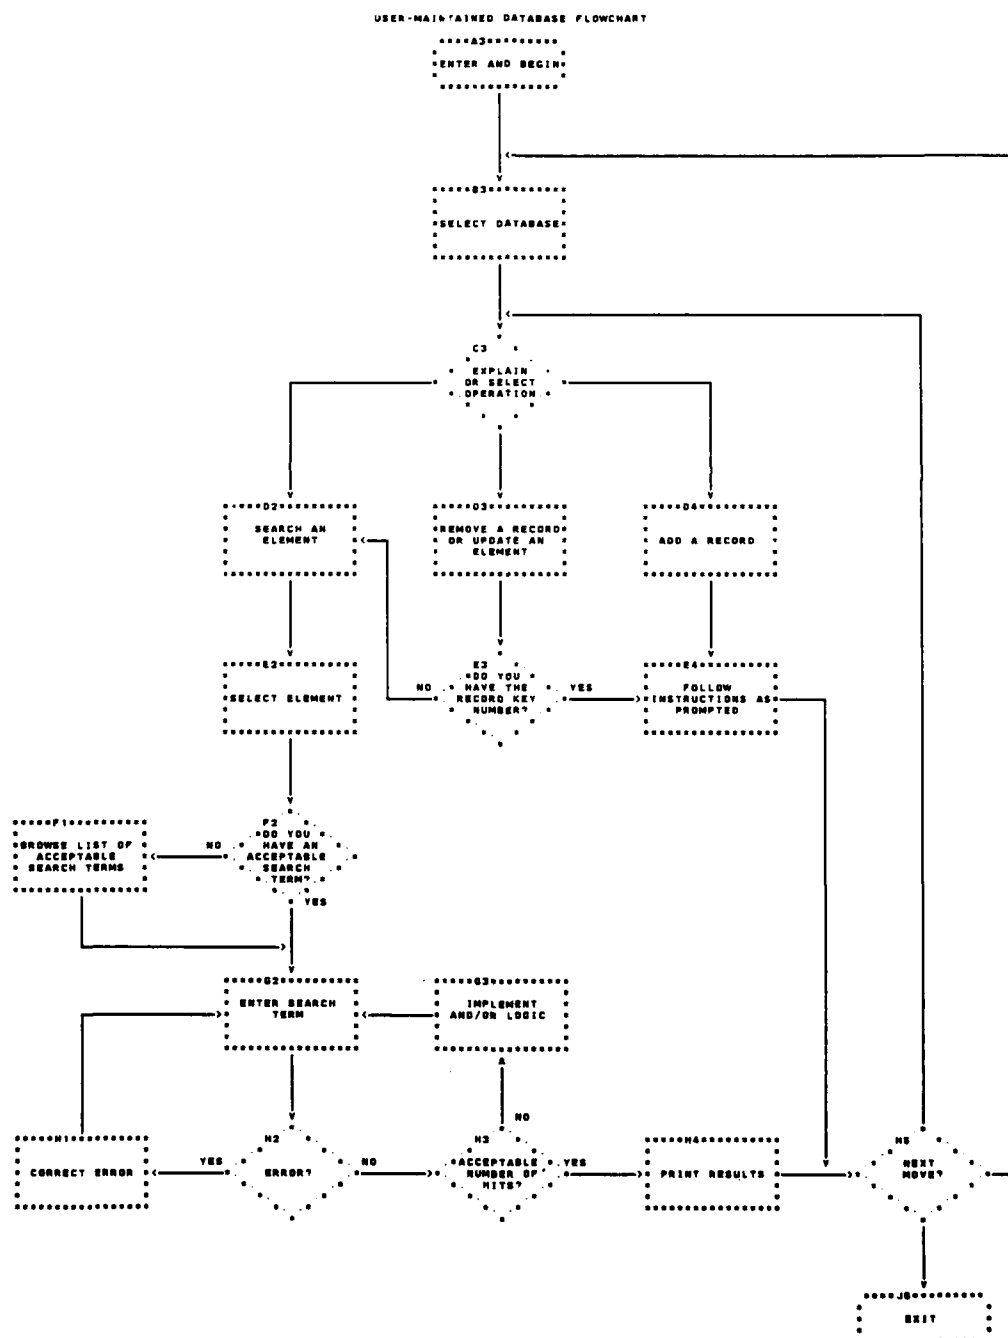 USER-MAINTAINED DATABASE FLOWCHART
A3
ENTER AND BEGIN
B3
SELECT DATABASE
C3
EXPLAIN
OR SELECT
OPERATION
D2
SEARCH AN
ELEMENT
D3
REMOVE A RECORD
OR UPDATE AN
ELEMENT
D4
ADD A RECORD
E2
SELECT ELEMENT
NO
E3
DO YOU
HAVE THE
RECORD KEY
NUMBER?
YES
E4
FOLLOW
INSTRUCTIONS AS
PROMPTED
F1
BROWSE LIST OF
ACCEPTABLE
SEARCH TERMS
NO
F2
DO YOU
HAVE AN
ACCEPTABLE
SEARCH
TERM?
YES
G2
ENTER SEARCH
TERM
G3
IMPLEMENT
AND/OR LOGIC
NO
H1
CORRECT ERROR
YES
H2
ERROR?
NO
H3
ACCEPTABLE
NUMBER OF
HITS?
YES
H4
PRINT RESULTS
H5
NEXT
MOVE?
J5
EXIT